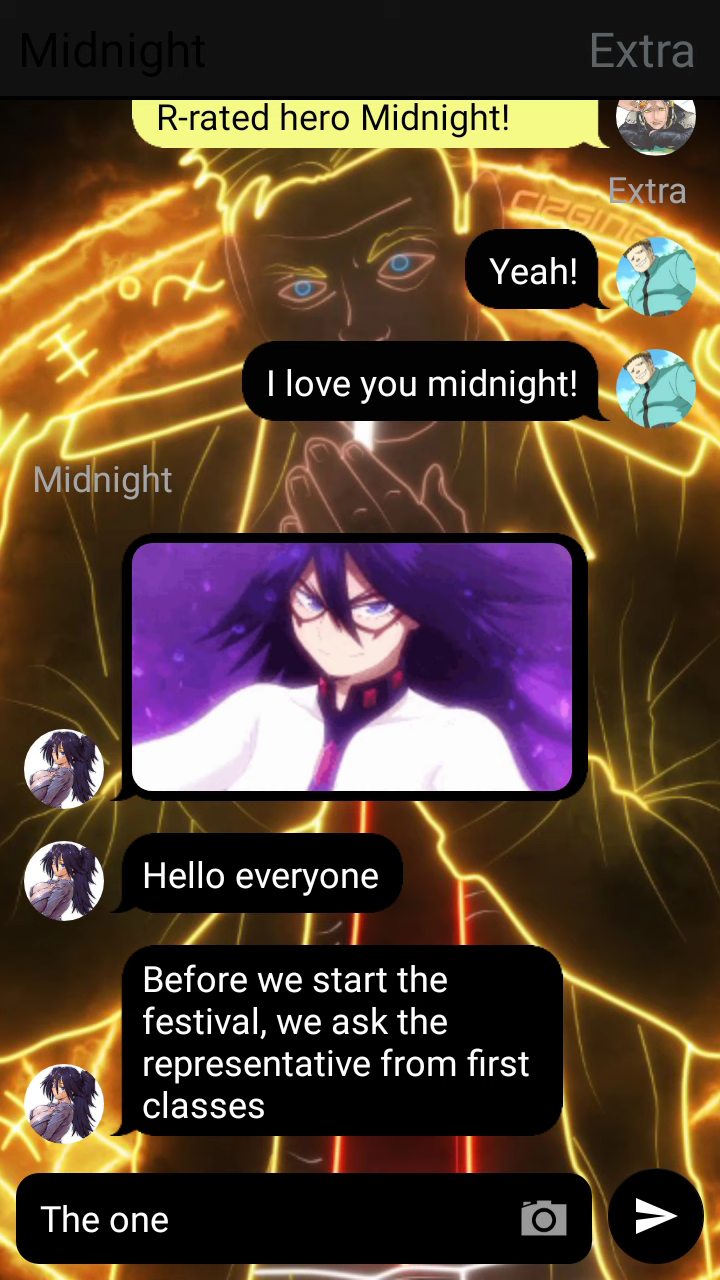 Midnight
Extra
R-rated hero Midnight!
Extra
Yeah!
I love you midnight!
Midnight
Hello everyone
Before we start the
festival, we ask the
representative from first
classes
The one